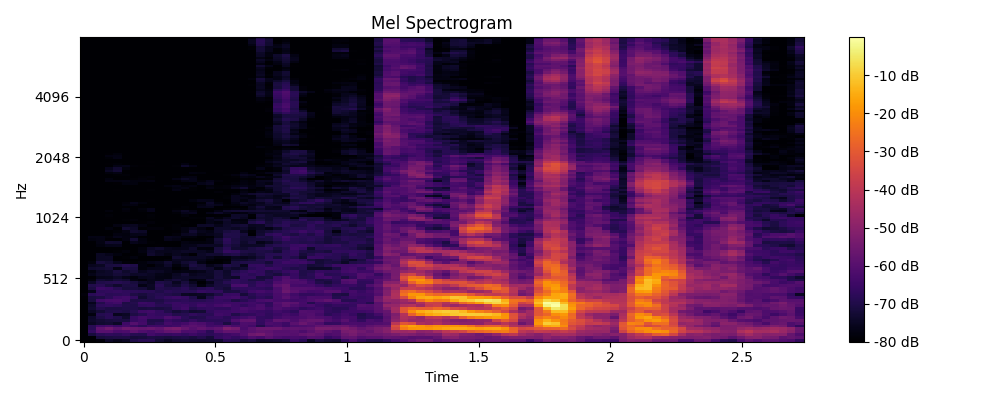 Mel Spectrogram
Hz
4096
2048
1024
512
0
0
0.5
1
1.5
2
2.5
Time
-10 dB
-20 dB
-30 dB
-40 dB
-50 dB
-60 dB
-70 dB
-80 dB